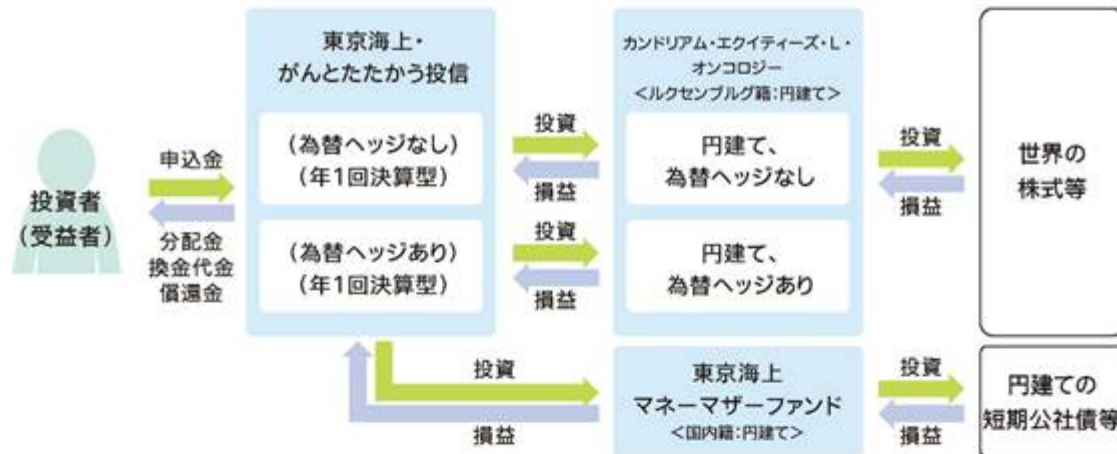 投資者
(受益者)
申込金
分配金
換金代金
償還金
東京海上・
がんとたたかう投信
(為替ヘッジなし)
(年1回決算型)
(為替ヘッジあり)
(年1回決算型)
投資
損益
投資
損益
カンドリアム・エクイティーズ・L・
オンコロジー
<ルクセンブルグ籍:円建て>
円建て、
為替ヘッジなし
円建て、
為替ヘッジあり
投資
損益
世界の
株式等
投資
損益
東京海上
マネーマザーファンド
<国内籍:円建て>
投資
損益
円建ての
短期公社債等